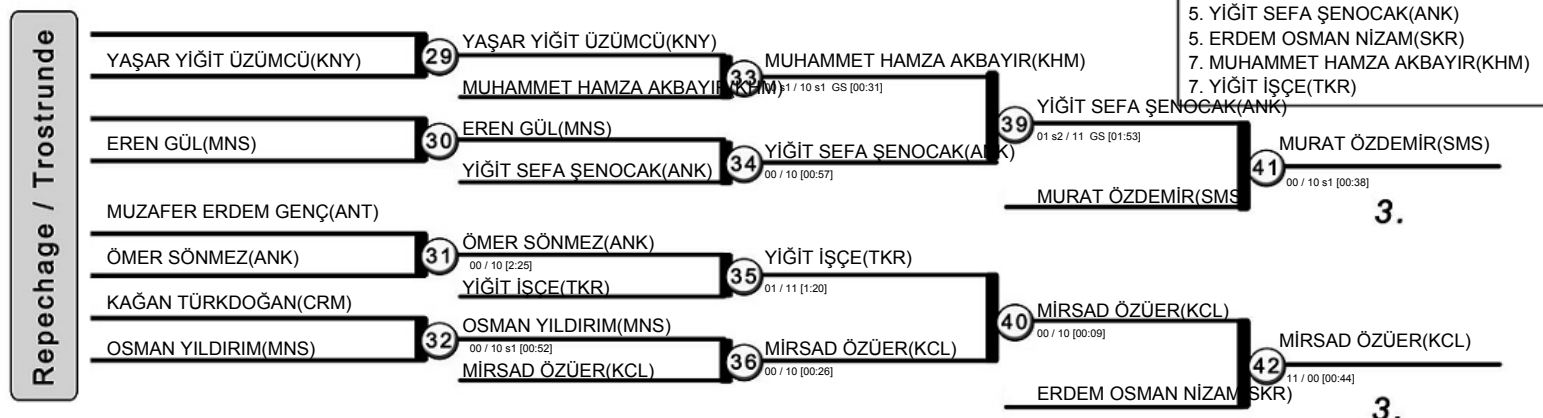 Repechage / Trostrunde
5. YİĞİT SEFA ŞENOCAK(ANK)
5. ERDEM OSMAN NİZAM(SKR)
7. MUHAMMET HAMZA AKBAYIR(KHM)
7. YİĞİT İŞÇE(TKR)
YAŞAR YİĞİT ÜZÜMCÜ(KNY)
29
YAŞAR YİĞİT ÜZÜMCÜ(KNY)
MUHAMMET HAMZA AKBAYIR(KHM)
33
MUHAMMET HAMZA AKBAYIR(KHM)
00 s1 / 10 s1 GS [00:31]
EREN GÜL(MNS)
30
EREN GÜL(MNS)
YİĞİT SEFA ŞENOCAK(ANK)
34
YİĞİT SEFA ŞENOCAK(ANK)
00 / 10 [00:57]
39
YİĞİT SEFA ŞENOCAK(ANK)
01 s2 / 11 GS [01:53]
MURAT ÖZDEMİR(SMS)
41
MURAT ÖZDEMİR(SMS)
00 / 10 s1 [00:38]
3.
MUZAFER ERDEM GENÇ(ANT)
ÖMER SÖNMEZ(ANK)
31
ÖMER SÖNMEZ(ANK)
00 / 10 [2:25]
YİĞİT İŞÇE(TKR)
35
YİĞİT İŞÇE(TKR)
01 / 11 [1:20]
KAĞAN TÜRKDOĞAN(CRM)
OSMAN YILDIRIM(MNS)
32
OSMAN YILDIRIM(MNS)
00 / 10 s1 [00:52]
MİRSAD ÖZÜER(KCL)
36
MİRSAD ÖZÜER(KCL)
00 / 10 [00:26]
40
MİRSAD ÖZÜER(KCL)
00 / 10 [00:09]
ERDEM OSMAN NİZAM(SKR)
42
MİRSAD ÖZÜER(KCL)
11 / 00 [00:44]
3.